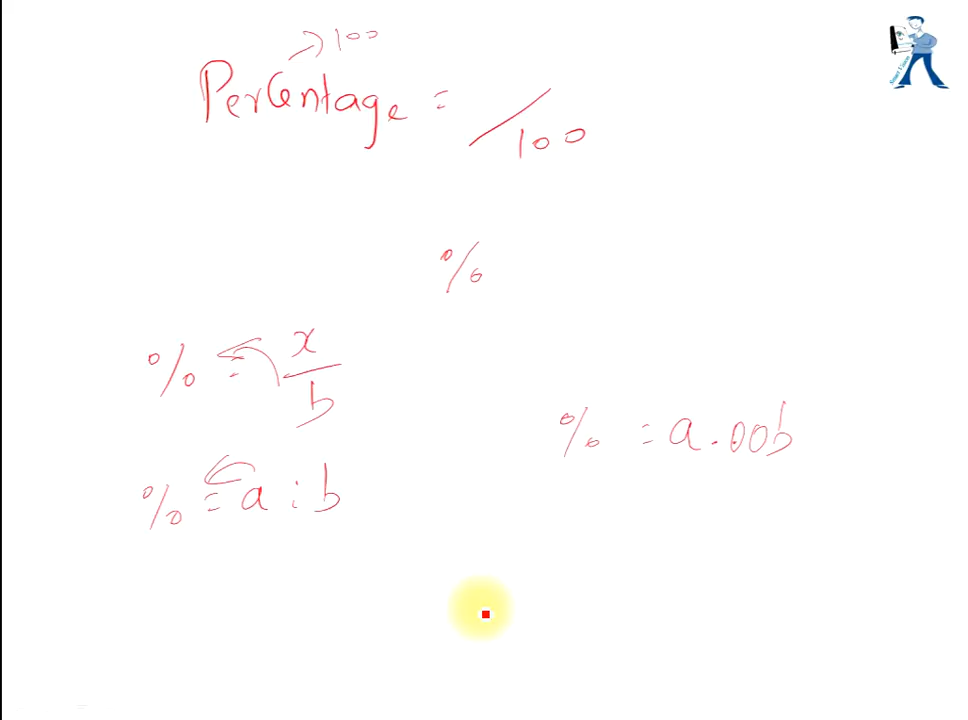 →100
Percentage = /100
%
% = x/b
% = a.00b
% = a : b